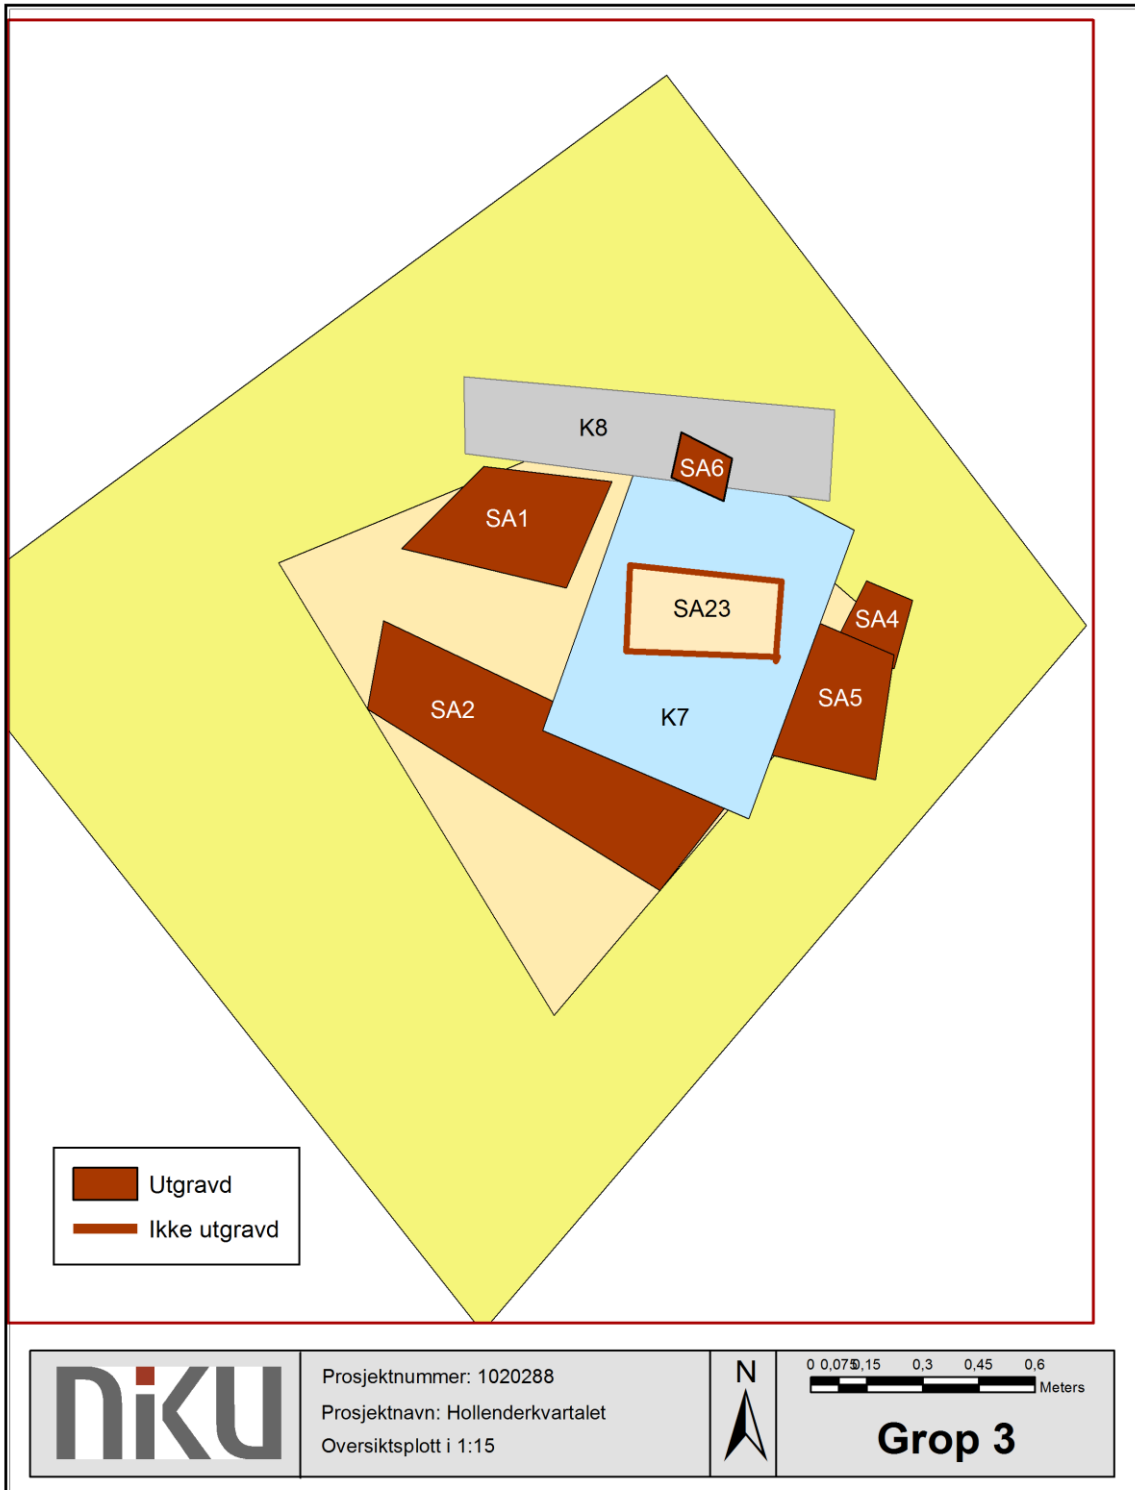 K8
SA6
SA1
SA23
SA4
SA5
SA2
K7
Utgravd
Ikke utgravd
niku
Prosjektnummer: 1020288
Prosjektnavn: Hollenderkvartalet
Oversiktsplott i 1:15
N
0 0,075 0,15 0,3 0,45 0,6
Meters
Grop 3